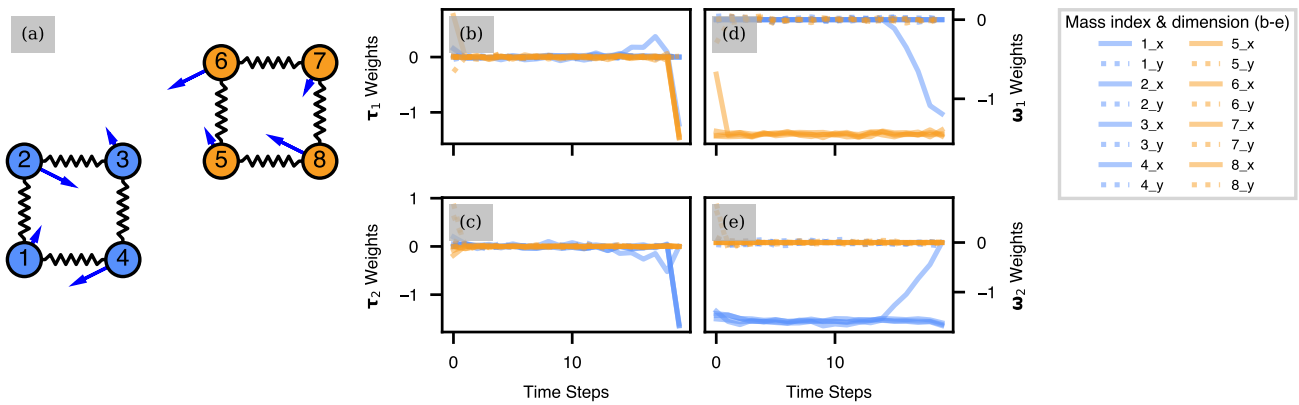 (a)
6
7
5
8
2
3
1
4
(b)
0
−1
τ₁ Weights
(d)
0
−1
𝟹₁ Weights
(c)
1
0
−1
τ₂ Weights
0
10
Time Steps
(e)
0
−1
𝟹₂ Weights
0
10
Time Steps
Mass index & dimension (b-e)
1_x
1_y
2_x
2_y
3_x
3_y
4_x
4_y
5_x
5_y
6_x
6_y
7_x
7_y
8_x
8_y